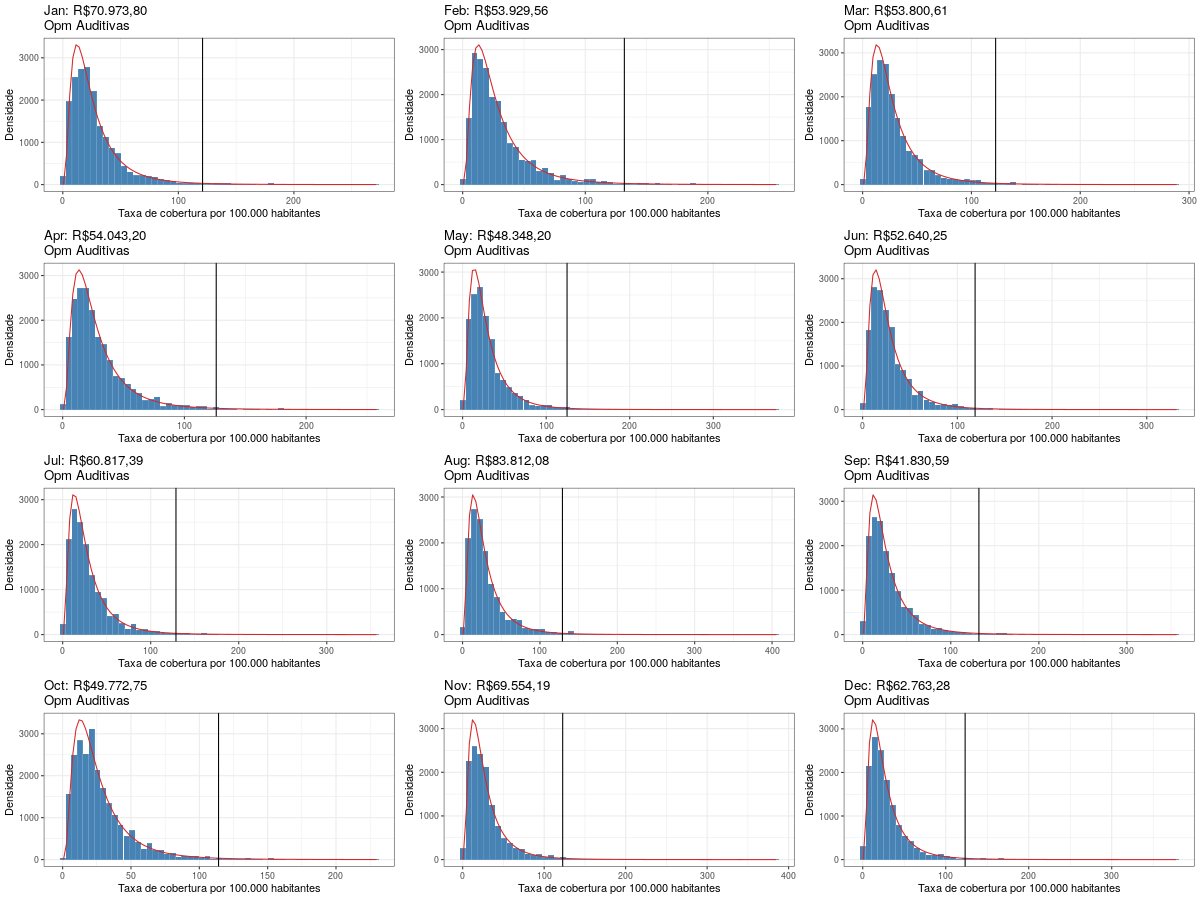 Jan: R$70.973,80
Opm Auditivas
Densidade
3000
2000
1000
0
0
100
200
Taxa de cobertura por 100.000 habitantes
Feb: R$53.929,56
Opm Auditivas
Densidade
3000
2000
1000
0
0
100
200
Taxa de cobertura por 100.000 habitantes
Mar: R$53.800,61
Opm Auditivas
Densidade
3000
2000
1000
0
0
100
200
300
Taxa de cobertura por 100.000 habitantes
Apr: R$54.043,20
Opm Auditivas
Densidade
3000
2000
1000
0
0
100
200
Taxa de cobertura por 100.000 habitantes
May: R$48.348,20
Opm Auditivas
Densidade
3000
2000
1000
0
0
100
200
300
Taxa de cobertura por 100.000 habitantes
Jun: R$52.640,25
Opm Auditivas
Densidade
3000
2000
1000
0
0
100
200
300
Taxa de cobertura por 100.000 habitantes
Jul: R$60.817,39
Opm Auditivas
Densidade
3000
2000
1000
0
0
100
200
300
Taxa de cobertura por 100.000 habitantes
Aug: R$83.812,08
Opm Auditivas
Densidade
3000
2000
1000
0
0
100
200
300
400
Taxa de cobertura por 100.000 habitantes
Sep: R$41.830,59
Opm Auditivas
Densidade
3000
2000
1000
0
0
100
200
300
Taxa de cobertura por 100.000 habitantes
Oct: R$49.772,75
Opm Auditivas
Densidade
3000
2000
1000
0
0
50
100
150
200
Taxa de cobertura por 100.000 habitantes
Nov: R$69.554,19
Opm Auditivas
Densidade
3000
2000
1000
0
0
100
200
300
400
Taxa de cobertura por 100.000 habitantes
Dec: R$62.763,28
Opm Auditivas
Densidade
3000
2000
1000
0
0
100
200
300
Taxa de cobertura por 100.000 habitantes